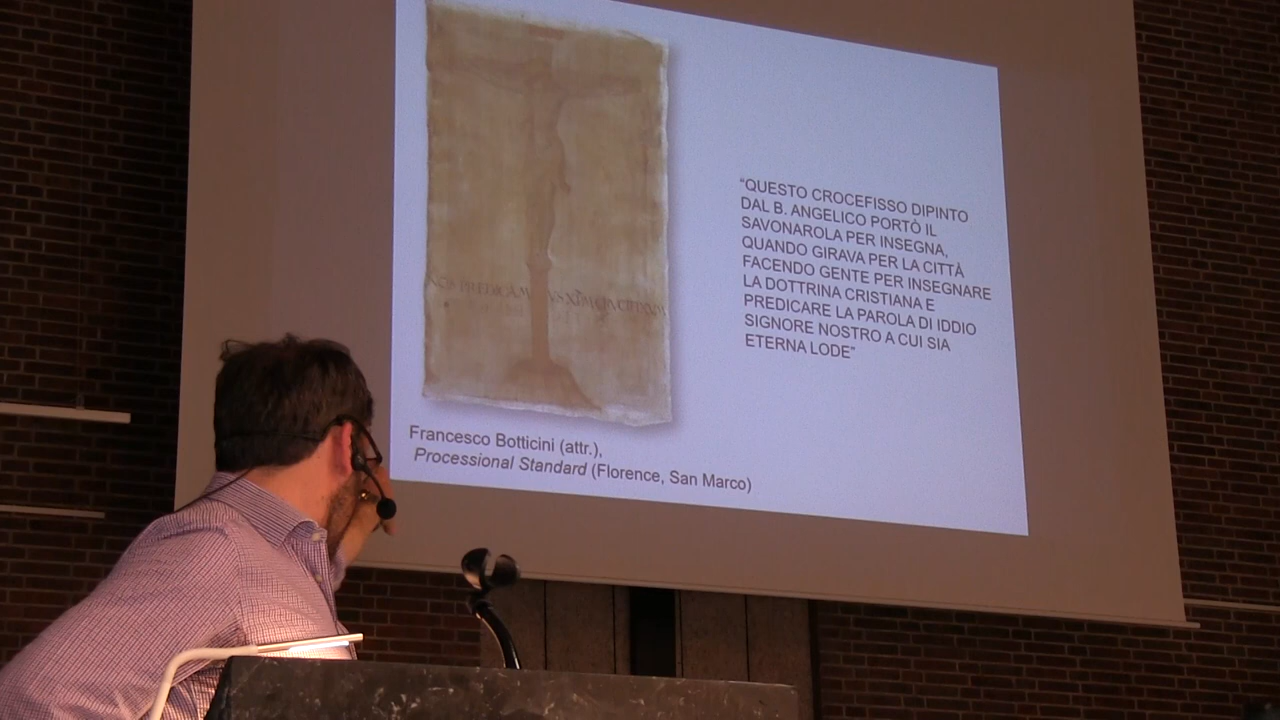 "QUESTO CROCEFISSO DIPINTO
DAL B. ANGELICO PORTÒ IL
SAVONAROLA PER INSEGNA,
QUANDO GIRAVA PER LA CITTÀ
FACENDO GENTE PER INSEGNARE
LA DOTTRINA CRISTIANA E
PREDICARE LA PAROLA DI IDDIO
SIGNORE NOSTRO A CUI SIA
ETERNA LODE"
Francesco Botticini (attr.),
Processional Standard (Florence, San Marco)